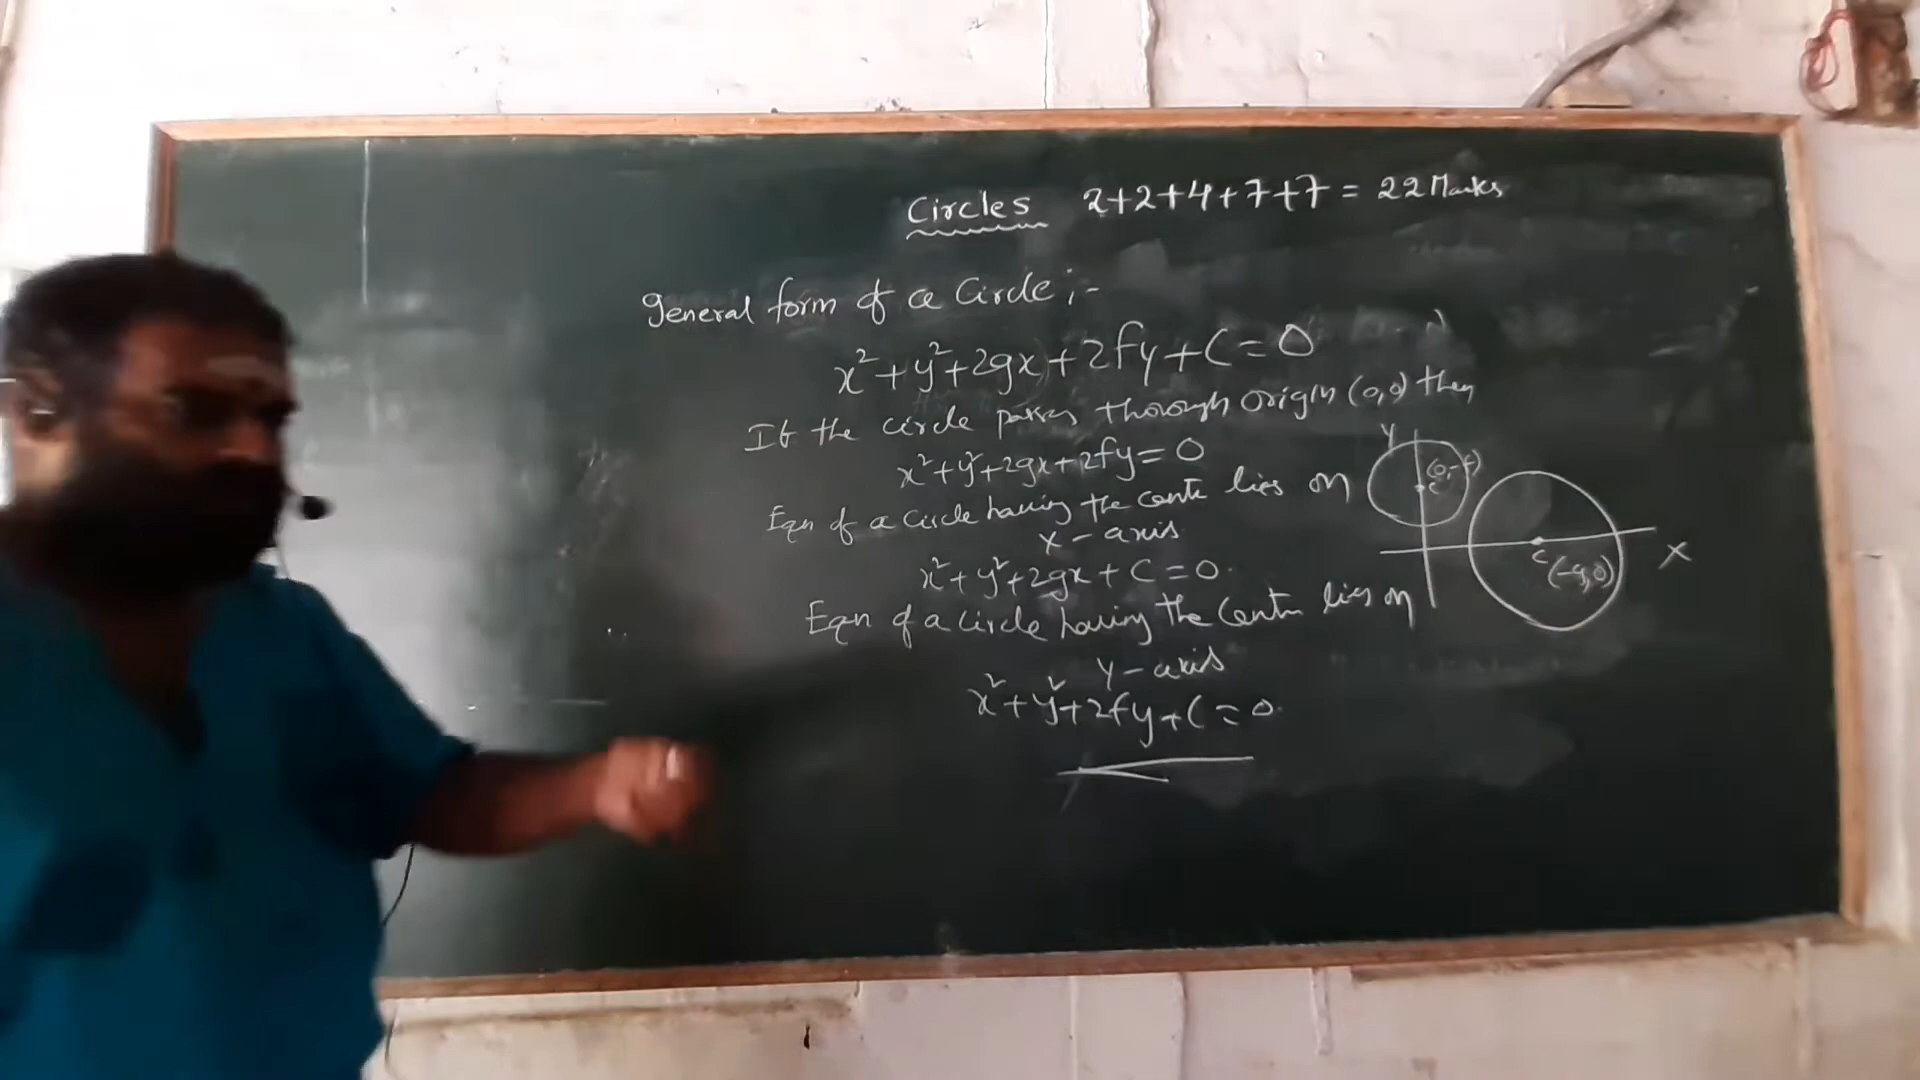 Circles 2+2+4+7+7 = 22 Marks
General form of a Circle ;-
x²+y²+2gx+2fy+C=0
If the circle passes thorough origin (0,0) then
x²+y²+2gx+2fy=0
Eqn of a circle having the centre lies on
x-axis
x²+y²+2gx+C=0
Eqn of a circle having the Centre lies on
Y-axis
x²+y²+2fy+C=0
Y
(0,-f)
C
X
C
(-g,0)